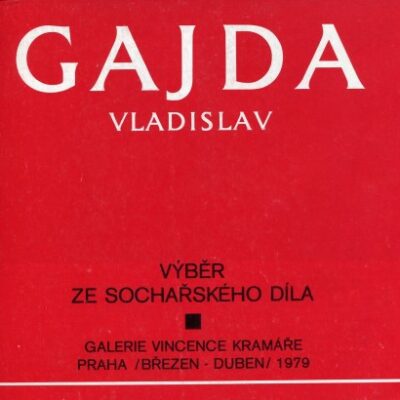 GAJDA
VLADISLAV
VÝBĚR
ZE SOCHAŘSKÉHO DÍLA
GALERIE VINCENCE KRAMÁŘE
PRAHA /BŘEZEN - DUBEN/ 1979